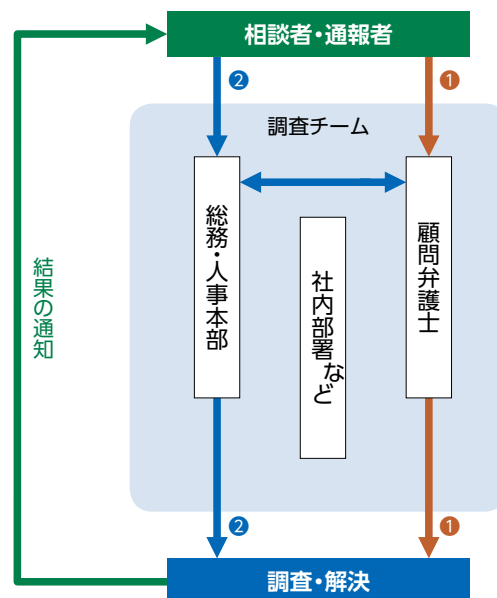 相談者・通報者
❷
❶
調査チーム
総務・人事本部
社内部署など
顧問弁護士
結果の通知
❷
❶
調査・解決